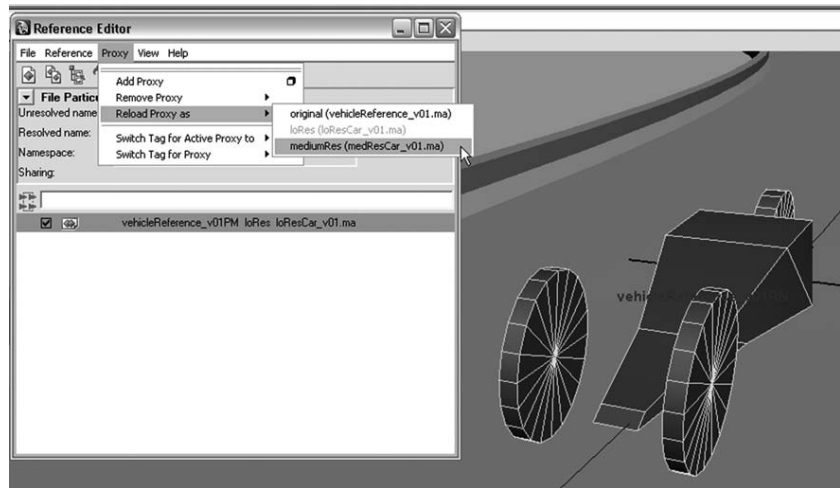 Reference Editor
File Reference Proxy View Help
Add Proxy
Remove Proxy
Reload Proxy as
Switch Tag for Active Proxy to
Switch Tag for Proxy
original (vehicleReference_v01.ma)
loRes (loResCar_v01.ma)
mediumRes (medResCar_v01.ma)
File Particu
Unresolved name
Resolved name:
Namespace:
Sharing:
vehicleReference_v01PM loRes loResCar_v01.ma